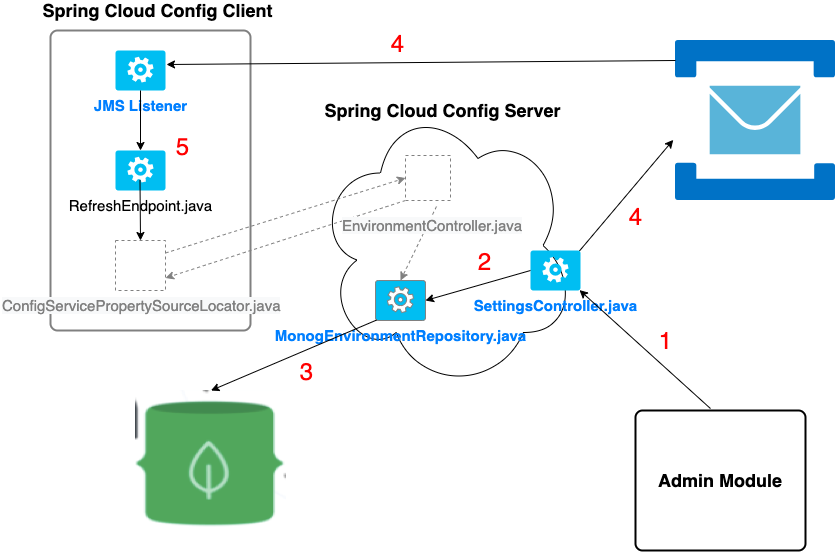 Spring Cloud Config Client
4
JMS Listener
Spring Cloud Config Server
5
RefreshEndpoint.java
EnvironmentController.java
4
2
ConfigServicePropertySourceLocator.java
SettingsController.java
MonogEnvironmentRepository.java
1
3
Admin Module